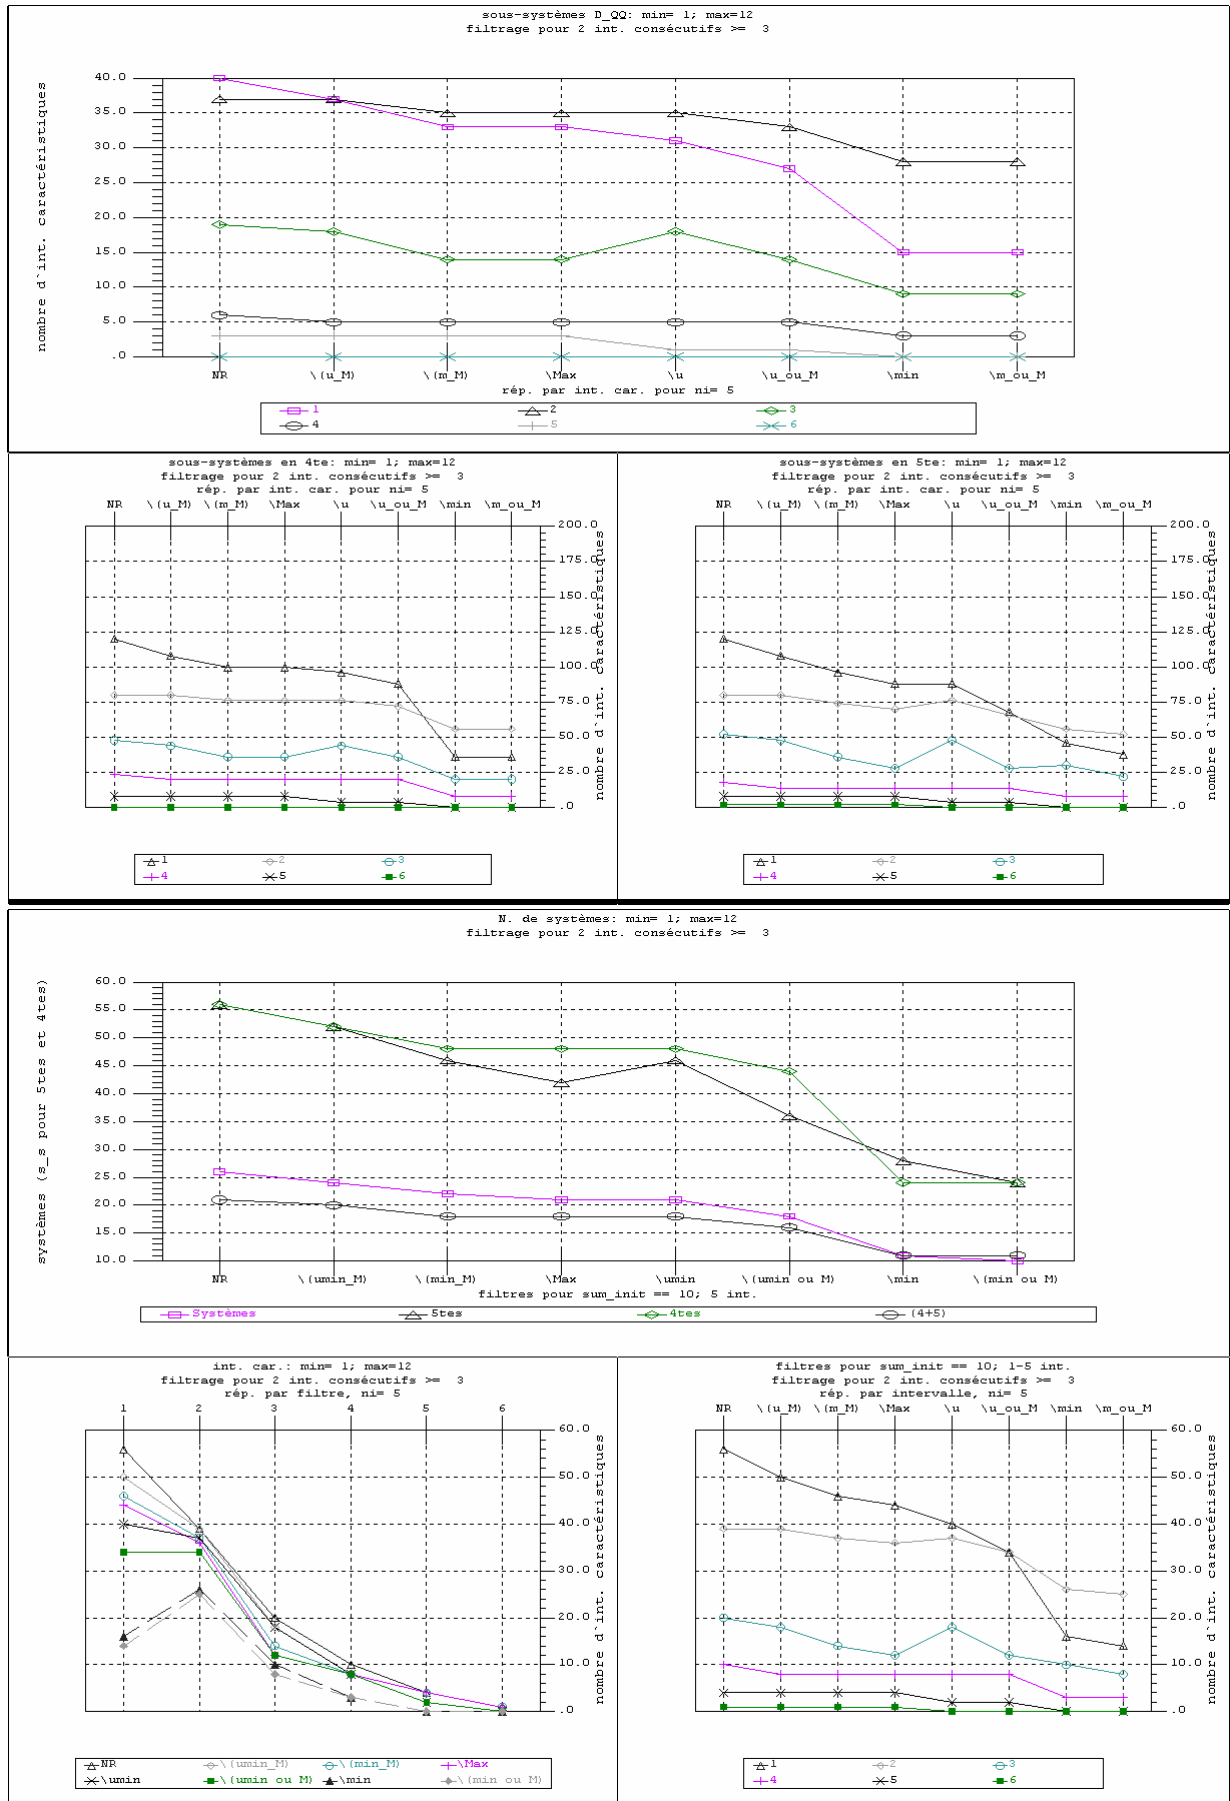 sous-systèmes D_QQ: min= 1; max=12
filtrage pour 2 int. consécutifs >= 3
nombre d`int. caractéristiques
40.0
35.0
30.0
25.0
20.0
15.0
10.0
5.0
.0
NR \(u_M) \(m_M) \Max \u \u_ou_M \min \m_ou_M
rép. par int. car. pour ni= 5
1 2 3
4 5 6
sous-systèmes en 4te: min= 1; max=12
filtrage pour 2 int. consécutifs >= 3
rép. par int. car. pour ni= 5
NR \(u_M) \(m_M) \Max \u \u_ou_M \min \m_ou_M
200.0
175.0
150.0
125.0
100.0
75.0
50.0
25.0
.0
nombre d`int. caractéristiques
1 2 3
4 5 6
sous-systèmes en 5te: min= 1; max=12
filtrage pour 2 int. consécutifs >= 3
rép. par int. car. pour ni= 5
NR \(u_M) \(m_M) \Max \u \u_ou_M \min \m_ou_M
200.0
175.0
150.0
125.0
100.0
75.0
50.0
25.0
.0
nombre d`int. caractéristiques
1 2 3
4 5 6
N. de systèmes: min= 1; max=12
filtrage pour 2 int. consécutifs >= 3
systèmes (s_s pour 5tes et 4tes)
60.0
55.0
50.0
45.0
40.0
35.0
30.0
25.0
20.0
15.0
10.0
NR \(umin_M) \(min_M) \Max \umin \(umin ou M) \min \(min ou M)
filtres pour sum_init == 10; 5 int.
Systèmes 5tes 4tes (4+5)
int. car.: min= 1; max=12
filtrage pour 2 int. consécutifs >= 3
rép. par filtre, ni= 5
1 2 3 4 5 6
60.0
50.0
40.0
30.0
20.0
10.0
.0
nombre d`int. caractéristiques
NR \(umin_M) \(min_M) \Max
\umin \(umin ou M) \min \(min ou M)
filtres pour sum_init == 10; 1-5 int.
filtrage pour 2 int. consécutifs >= 3
rép. par intervalle, ni= 5
NR \(u_M) \(m_M) \Max \u \u_ou_M \min \m_ou_M
60.0
50.0
40.0
30.0
20.0
10.0
.0
nombre d`int. caractéristiques
1 2 3
4 5 6